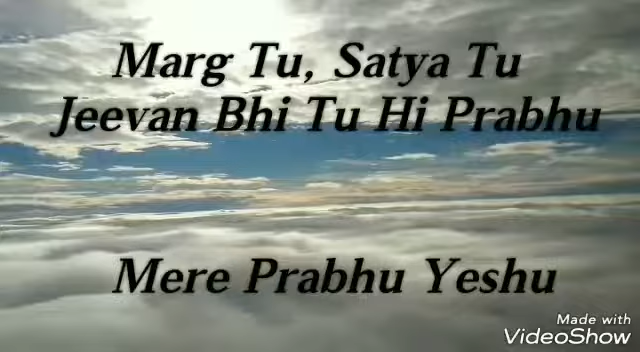 Marg Tu, Satya Tu
Jeevan Bhi Tu Hi Prabhu
Mere Prabhu Yeshu
Made with
VideoShow